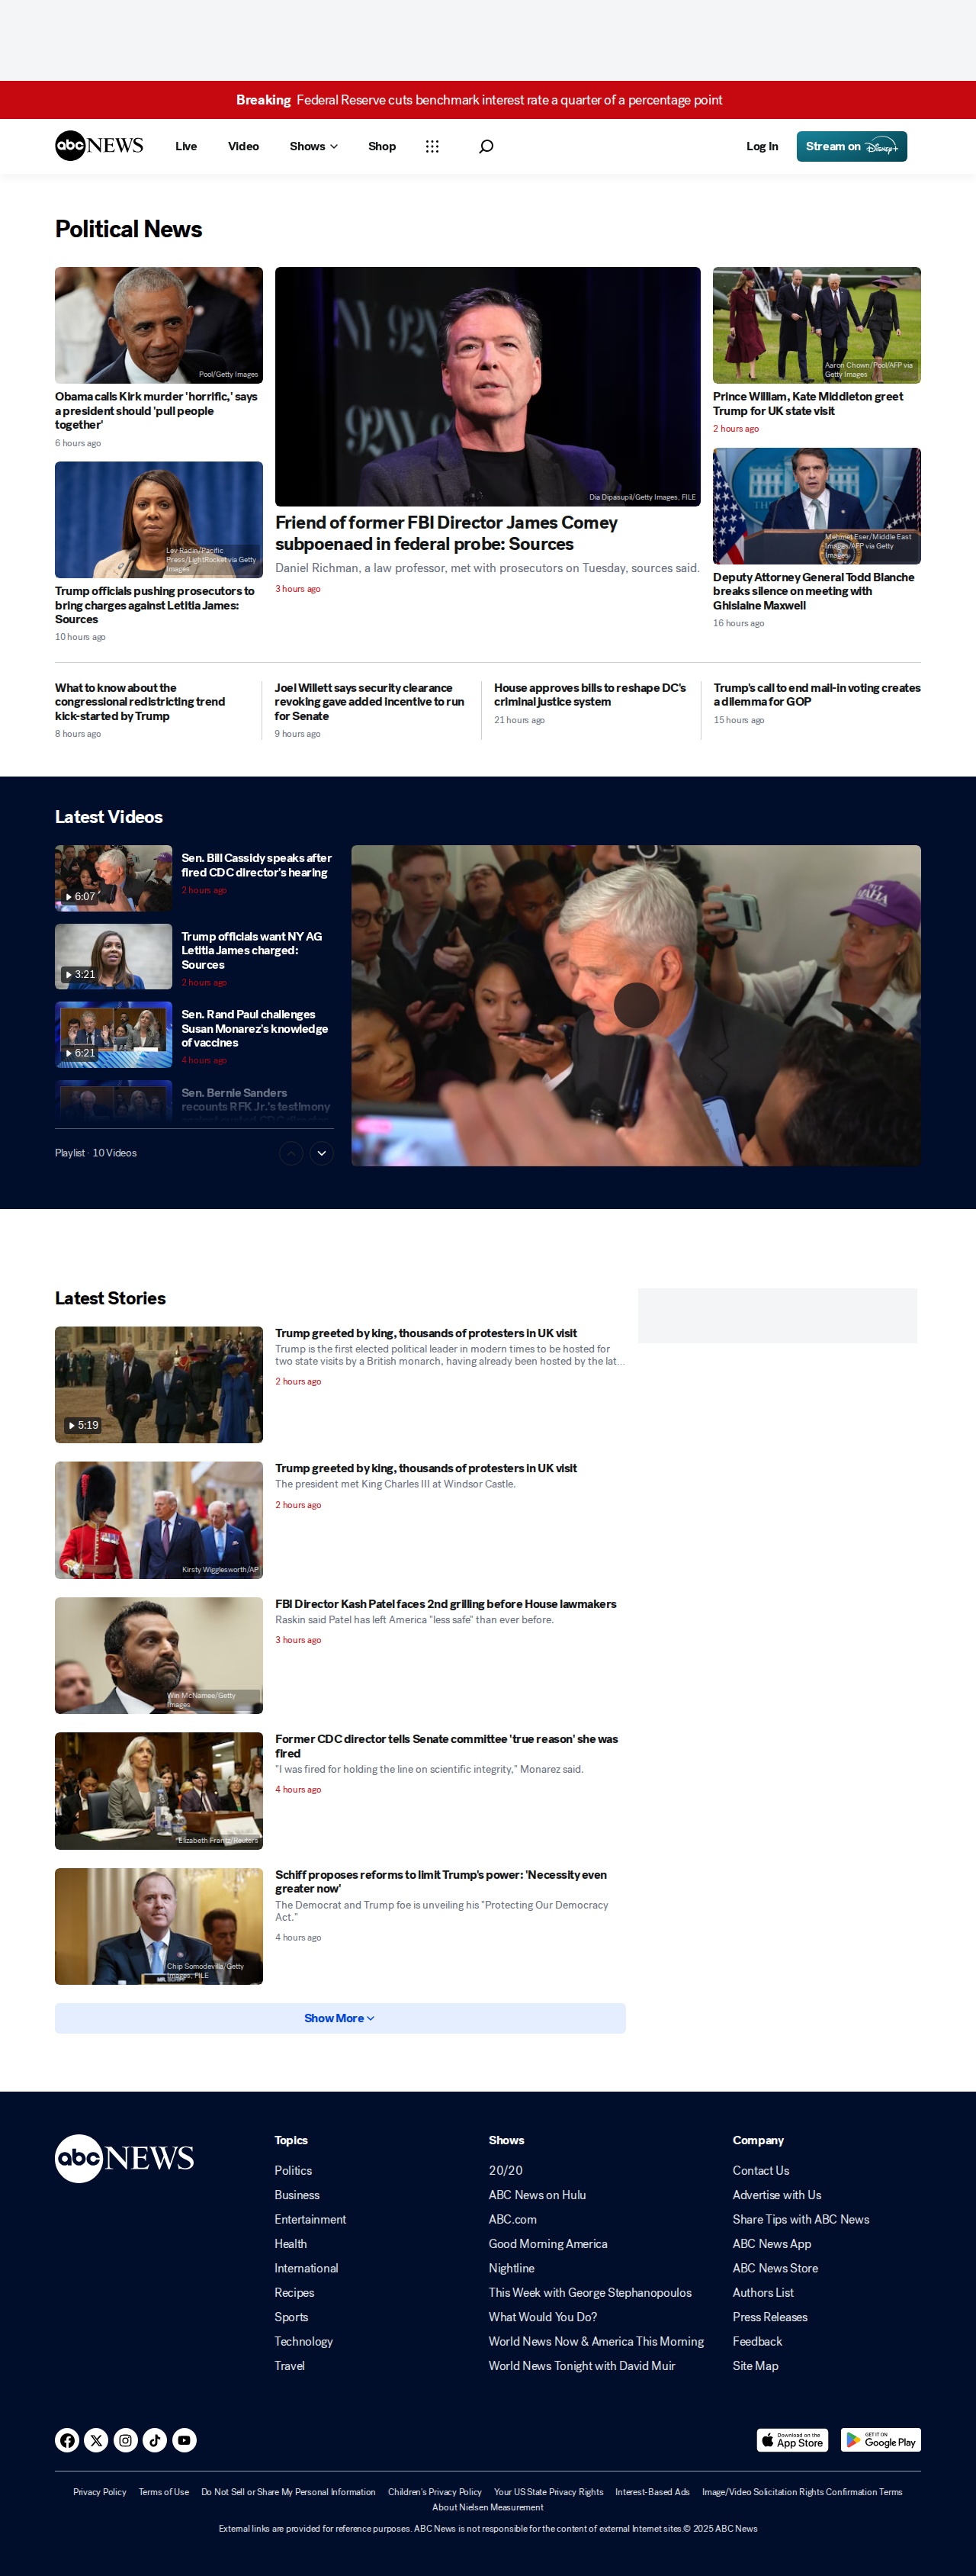 Breaking Federal Reserve cuts benchmark interest rate a quarter of a percentage point
abc NEWS
Live
Video
Shows
Shop
Log In
Stream on Disney+
Political News
Pool/Getty Images
Obama calls Kirk murder 'horrific,' says
a president should 'pull people
together'
6 hours ago
Lev Radin/Pacific
Press/LightRocket via Getty
Images
Trump officials pushing prosecutors to
bring charges against Letitia James:
Sources
10 hours ago
Dia Dipasupil/Getty Images, FILE
Friend of former FBI Director James Comey
subpoenaed in federal probe: Sources
Daniel Richman, a law professor, met with prosecutors on Tuesday, sources said.
3 hours ago
Aaron Chown/Pool/AFP via
Getty Images
Prince William, Kate Middleton greet
Trump for UK state visit
2 hours ago
Mehmet Eser/Middle East
Images/AFP via Getty
Images
Deputy Attorney General Todd Blanche
breaks silence on meeting with
Ghislaine Maxwell
16 hours ago
What to know about the
congressional redistricting trend
kick-started by Trump
8 hours ago
Joel Willett says security clearance
revoking gave added incentive to run
for Senate
9 hours ago
House approves bills to reshape DC's
criminal justice system
21 hours ago
Trump's call to end mail-in voting creates
a dilemma for GOP
15 hours ago
Latest Videos
6:07
Sen. Bill Cassidy speaks after
fired CDC director's hearing
2 hours ago
3:21
Trump officials want NY AG
Letitia James charged:
Sources
2 hours ago
6:21
Sen. Rand Paul challenges
Susan Monarez's knowledge
of vaccines
4 hours ago
Sen. Bernie Sanders
recounts RFK Jr.'s testimony
Playlist · 10 Videos
Latest Stories
5:19
Trump greeted by king, thousands of protesters in UK visit
Trump is the first elected political leader in modern times to be hosted for
two state visits by a British monarch, having already been hosted by the lat...
2 hours ago
Kirsty Wigglesworth/AP
Trump greeted by king, thousands of protesters in UK visit
The president met King Charles III at Windsor Castle.
2 hours ago
Win McNamee/Getty
Images
FBI Director Kash Patel faces 2nd grilling before House lawmakers
Raskin said Patel has left America "less safe" than ever before.
3 hours ago
Elizabeth Frantz/Reuters
Former CDC director tells Senate committee 'true reason' she was
fired
"I was fired for holding the line on scientific integrity," Monarez said.
4 hours ago
Chip Somodevilla/Getty
Images, FILE
Schiff proposes reforms to limit Trump's power: 'Necessity even
greater now'
The Democrat and Trump foe is unveiling his "Protecting Our Democracy
Act."
4 hours ago
Show More
abc NEWS
Topics
Politics
Business
Entertainment
Health
International
Recipes
Sports
Technology
Travel
Shows
20/20
ABC News on Hulu
ABC.com
Good Morning America
Nightline
This Week with George Stephanopoulos
What Would You Do?
World News Now & America This Morning
World News Tonight with David Muir
Company
Contact Us
Advertise with Us
Share Tips with ABC News
ABC News App
ABC News Store
Authors List
Press Releases
Feedback
Site Map
Download on the
App Store
GET IT ON
Google Play
Privacy Policy Terms of Use Do Not Sell or Share My Personal Information Children's Privacy Policy Your US State Privacy Rights Interest-Based Ads Image/Video Solicitation Rights Confirmation Terms
About Nielsen Measurement
External links are provided for reference purposes. ABC News is not responsible for the content of external Internet sites.© 2025 ABC News